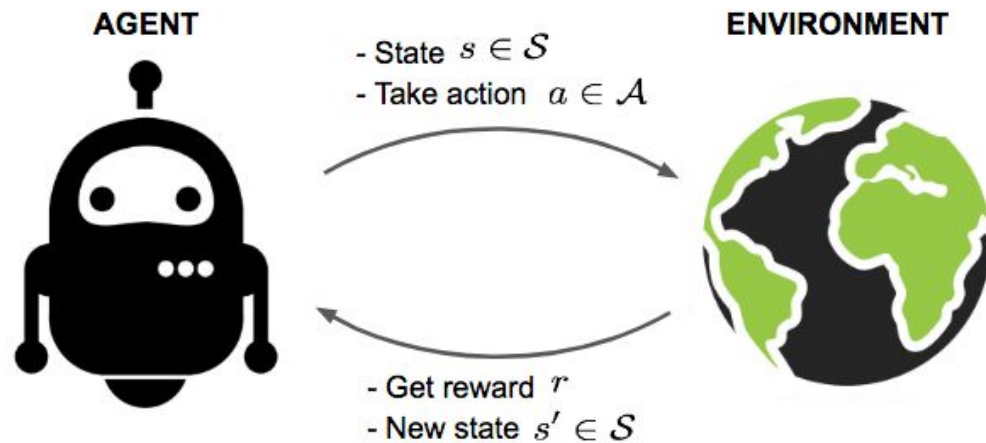 AGENT
ENVIRONMENT
- State s ∈ 𝒮
- Take action a ∈ 𝒜
- Get reward r
- New state s′ ∈ 𝒮